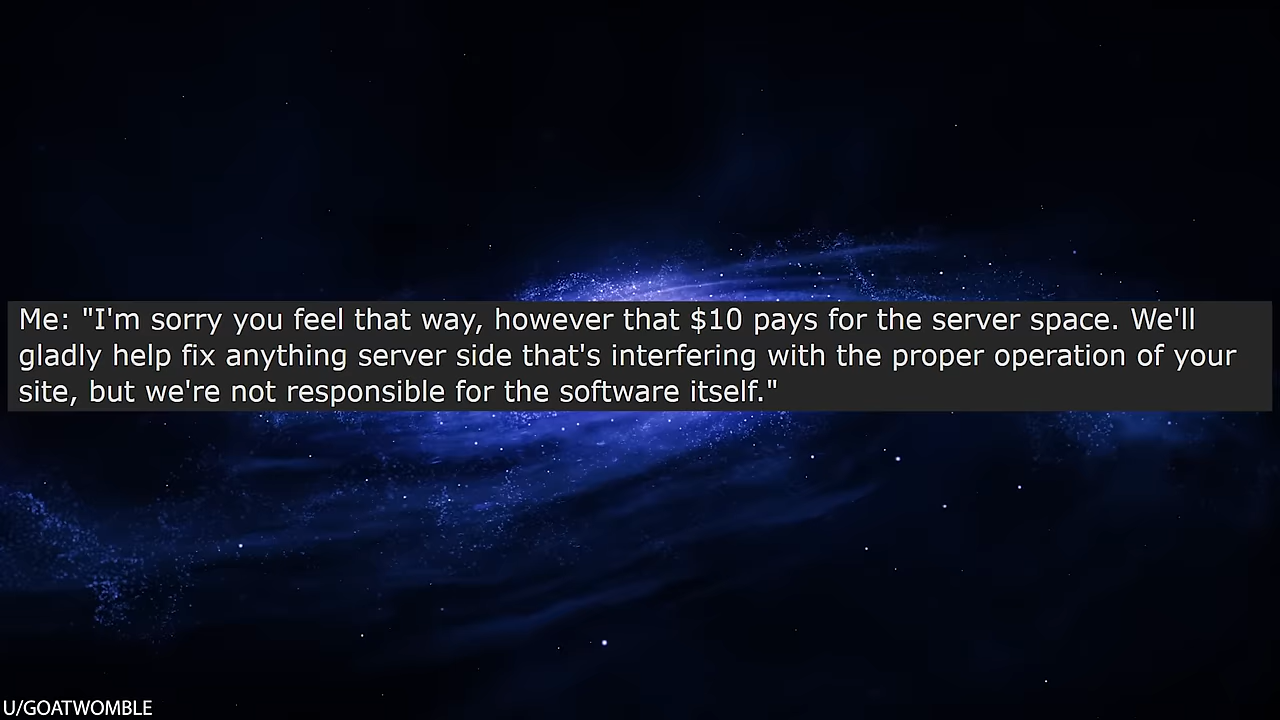 Me: "I'm sorry you feel that way, however that $10 pays for the server space. We'll
gladly help fix anything server side that's interfering with the proper operation of your
site, but we're not responsible for the software itself."
U/GOATWOMBLE